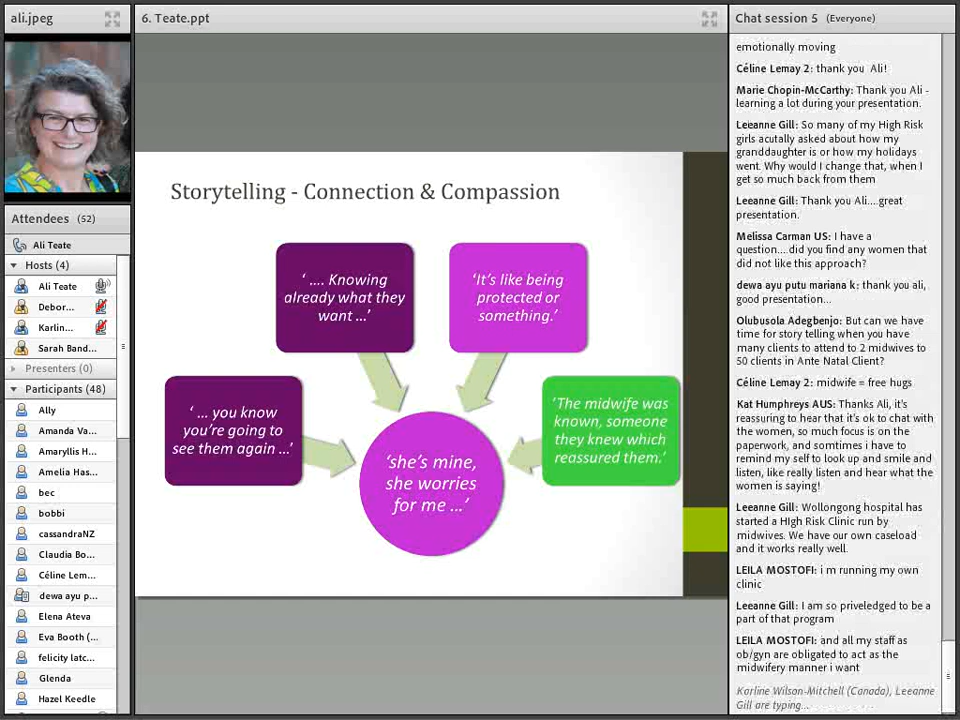 ali.jpeg
Attendees (52)
Ali Teate
Hosts (4)
Ali Teate
Debor...
Karlin...
Sarah Band...
Presenters (0)
Participants (48)
Ally
Amanda Va...
Amaryllis H...
Amelia Has...
bec
bobbi
cassandraNZ
Claudia Bo...
Céline Lem...
dewa ayu p...
Elena Ateva
Eva Booth (...
felicity latc...
Glenda
Hazel Keedle
6. Teate.ppt
Storytelling - Connection & Compassion
‘ .... Knowing
already what they
want ...’
‘It’s like being
protected or
something.’
‘ ... you know
you’re going to
see them again ...’
‘she’s mine,
she worries
for me ...’
‘The midwife was
known, someone
they knew which
reassured them.’
Chat session 5 (Everyone)
emotionally moving
Céline Lemay 2: thank you Ali!
Marie Chopin-McCarthy: Thank you Ali -
learning a lot during your presentation.
Leeanne Gill: So many of my High Risk
girls acutally asked about how my
granddaughter is or how my holidays
went. Why would I change that, when I
get so much back from them
Leeanne Gill: Thank you Ali....great
presentation.
Melissa Carman US: I have a
question....did you find any women that
did not like this approach?
dewa ayu putu mariana k: thank you ali,
good presentation...
Olubusola Adegbenjo: But can we have
time for story telling when you have
many clients to attend to 2 midwives to
50 clients in Ante Natal Client?
Céline Lemay 2: midwife = free hugs
Kat Humphreys AUS: Thanks Ali, it's
reassuring to hear that it's ok to chat with
the women, so much focus is on the
paperwork, and somtimes i have to
remind my self to look up and smile and
listen, like really listen and hear what the
women is saying!
Leeanne Gill: Wollongong hospital has
started a HIgh Risk Clinic run by
midwives. We have our own caseload
and it works really well.
LEILA MOSTOFI: i m running my own
clinic
Leeanne Gill: I am so priveledged to be a
part of that program
LEILA MOSTOFI: and all my staff as
ob/gyn are obligated to act as the
midwifery manner i want
Karline Wilson-Mitchell (Canada), Leeanne
Gill are typing...